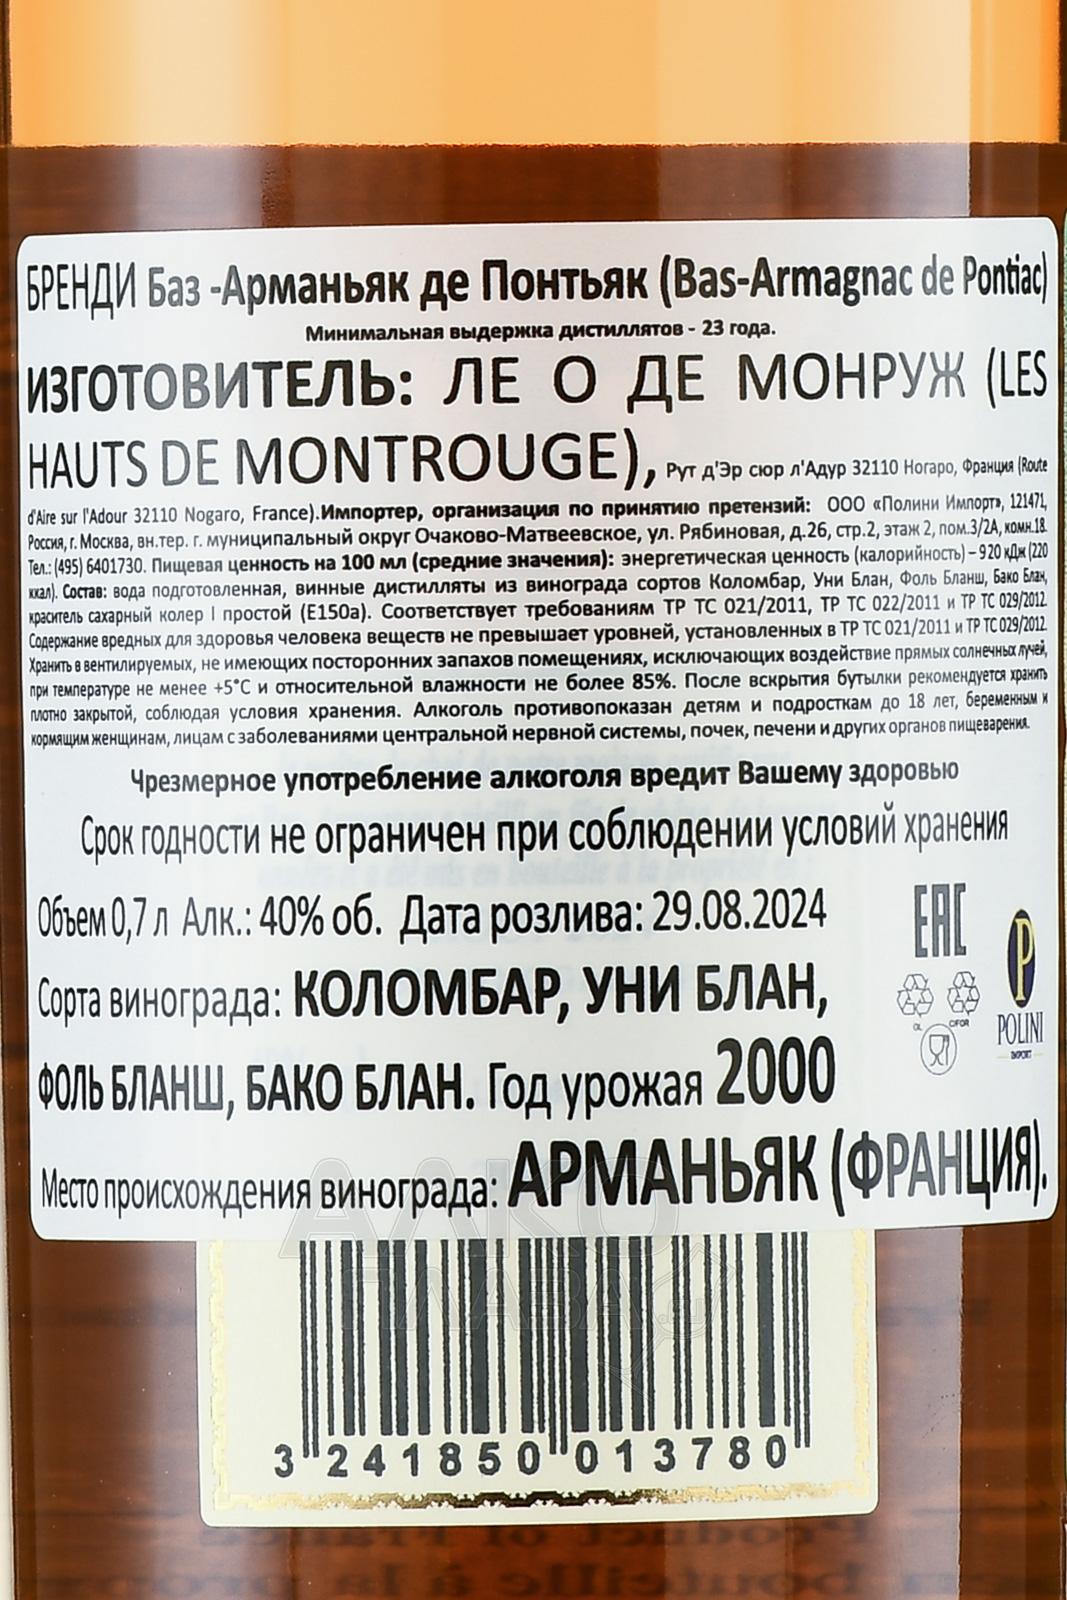 БРЕНДИ Баз -Арманьяк де Понтьяк (Bas-Armagnac de Pontiac)
Минимальная выдержка дистиллятов - 23 года.
ИЗГОТОВИТЕЛЬ: ЛЕ О ДЕ МОНРУЖ (LES
HAUTS DE MONTROUGE), Рут д'Эр сюр л'Адур 32110 Ногаро, Франция (Route
d'Aire sur l'Adour 32110 Nogaro, France).Импортер, организация по принятию претензий: ООО «Полини Импорт», 121471,
Россия, г. Москва, вн.тер. г. муниципальный округ Очаково-Матвеевское, ул. Рябиновая, д.26, стр.2, этаж 2, пом.3/2А, комн.18.
Тел.: (495) 6401730. Пищевая ценность на 100 мл (средние значения): энергетическая ценность (калорийность) – 920 кДж (220
ккал). Состав: вода подготовленная, винные дистилляты из винограда сортов Коломбар, Уни Блан, Фоль Бланш, Бако Блан,
краситель сахарный колер I простой (Е150а). Соответствует требованиям ТР ТС 021/2011, ТР ТС 022/2011 и ТР ТС 029/2012.
Содержание вредных для здоровья человека веществ не превышает уровней, установленных в ТР ТС 021/2011 и ТР ТС 029/2012.
Хранить в вентилируемых, не имеющих посторонних запахов помещениях, исключающих воздействие прямых солнечных лучей,
при температуре не менее +5°С и относительной влажности не более 85%. После вскрытия бутылки рекомендуется хранить
плотно закрытой, соблюдая условия хранения. Алкоголь противопоказан детям и подросткам до 18 лет, беременным и
кормящим женщинам, лицам с заболеваниями центральной нервной системы, почек, печени и других органов пищеварения.
Чрезмерное употребление алкоголя вредит Вашему здоровью
Срок годности не ограничен при соблюдении условий хранения
Объем 0,7 л Алк.: 40% об. Дата розлива: 29.08.2024
EAC
Сорта винограда: КОЛОМБАР, УНИ БЛАН,
GL C/FOR
P
POLINI
IMPORT
ФОЛЬ БЛАНШ, БАКО БЛАН. Год урожая 2000
Место происхождения винограда: АРМАНЬЯК (ФРАНЦИЯ).
АЛКО
ГЛАВА.ru
3 241850 013780